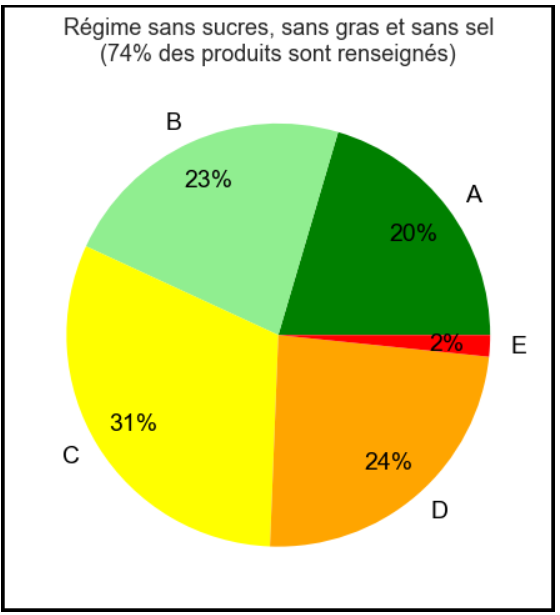 Régime sans sucres, sans gras et sans sel
(74% des produits sont renseignés)
B
23%
A
20%
2%
E
31%
C
24%
D